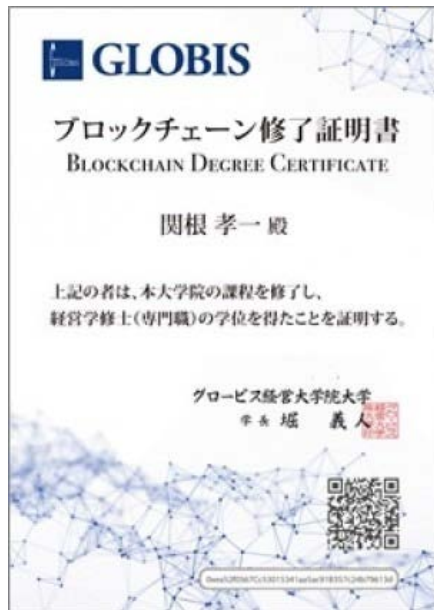 GLOBIS
ブロックチェーン修了証明書
BLOCKCHAIN DEGREE CERTIFICATE
関根 孝一 殿
上記の者は、本大学院の課程を修了し、
経営学修士(専門職)の学位を得たことを証明する。
グロービス経営大学院大学
学長 堀 義人